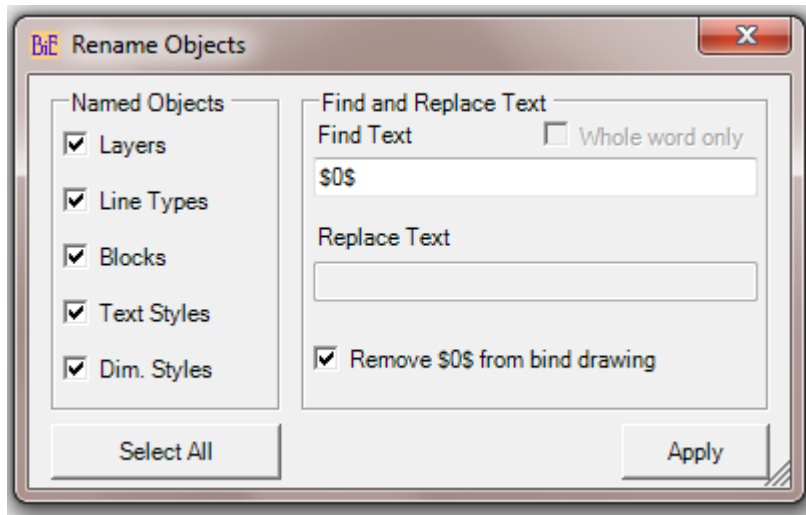 BiE Rename Objects
Named Objects
Layers
Line Types
Blocks
Text Styles
Dim. Styles
Select All
Find and Replace Text
Find Text
Whole word only
$0$
Replace Text
Remove $0$ from bind drawing
Apply